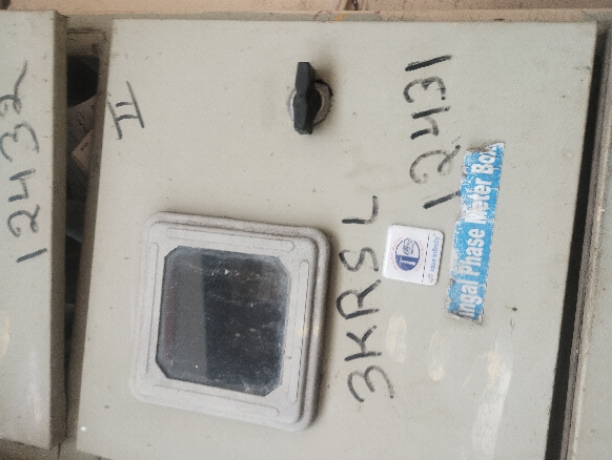 12432
II
12431
3KRSL
ingal Phase Meter Box